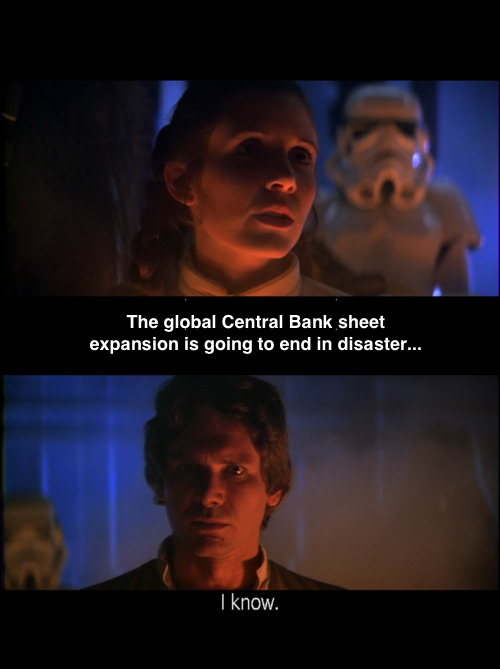 The global Central Bank sheet
expansion is going to end in disaster...
I know.